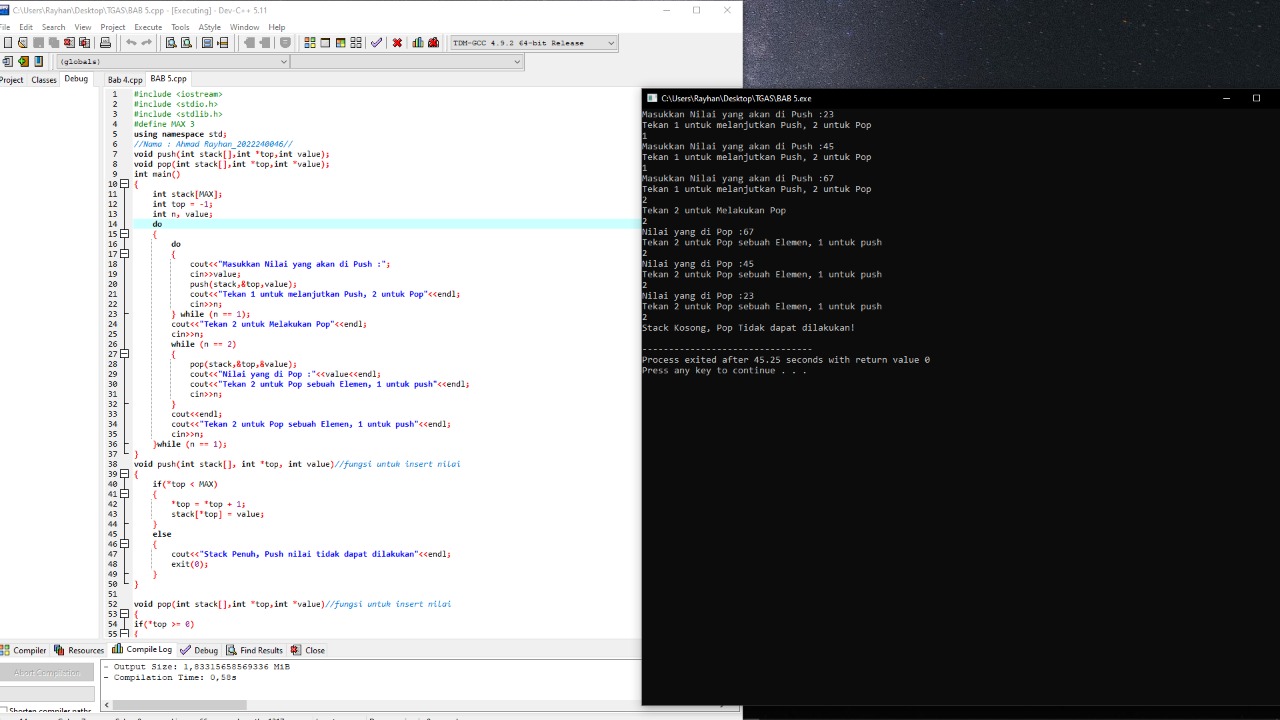 C:\Users\Rayhan\Desktop\TGAS\BAB 5.cpp - [Executing] - Dev-C++ 5.11
File Edit Search View Project Execute Tools AStyle Window Help
TDM-GCC 4.9.2 64-bit Release
(globals)
Project Classes Debug
Bab 4.cpp BAB 5.cpp
1 #include <iostream>
2 #include <stdio.h>
3 #include <stdlib.h>
4 #define MAX 3
5 using namespace std;
6 //Nama : Ahmad Rayhan_2022240046//
7 void push(int stack[],int *top,int value);
8 void pop(int stack[],int *top,int *value);
9 int main()
10 {
11 int stack[MAX];
12 int top = -1;
13 int n, value;
14 do
15 {
16 do
17 {
18 cout<<"Masukkan Nilai yang akan di Push :";
19 cin>>value;
20 push(stack,&top,value);
21 cout<<"Tekan 1 untuk melanjutkan Push, 2 untuk Pop"<<endl;
22 cin>>n;
23 } while (n == 1);
24 cout<<"Tekan 2 untuk Melakukan Pop"<<endl;
25 cin>>n;
26 while (n == 2)
27 {
28 pop(stack,&top,&value);
29 cout<<"Nilai yang di Pop :"<<value<<endl;
30 cout<<"Tekan 2 untuk Pop sebuah Elemen, 1 untuk push"<<endl;
31 cin>>n;
32 }
33 cout<<endl;
34 cout<<"Tekan 2 untuk Pop sebuah Elemen, 1 untuk push"<<endl;
35 cin>>n;
36 }while (n == 1);
37 }
38 void push(int stack[], int *top, int value)//fungsi untuk insert nilai
39 {
40 if(*top < MAX)
41 {
42 *top = *top + 1;
43 stack[*top] = value;
44 }
45 else
46 {
47 cout<<"Stack Penuh, Push nilai tidak dapat dilakukan"<<endl;
48 exit(0);
49 }
50 }
51
52 void pop(int stack[],int *top,int *value)//fungsi untuk insert nilai
53 {
54 if(*top >= 0)
55 {
Compiler Resources Compile Log Debug Find Results Close
Abort Compilation
Shorten compiler paths
- Output Size: 1,83315658569336 MiB
- Compilation Time: 0,58s
C:\Users\Rayhan\Desktop\TGAS\BAB 5.exe
Masukkan Nilai yang akan di Push :23
Tekan 1 untuk melanjutkan Push, 2 untuk Pop
1
Masukkan Nilai yang akan di Push :45
Tekan 1 untuk melanjutkan Push, 2 untuk Pop
1
Masukkan Nilai yang akan di Push :67
Tekan 1 untuk melanjutkan Push, 2 untuk Pop
2
Tekan 2 untuk Melakukan Pop
2
Nilai yang di Pop :67
Tekan 2 untuk Pop sebuah Elemen, 1 untuk push
2
Nilai yang di Pop :45
Tekan 2 untuk Pop sebuah Elemen, 1 untuk push
2
Nilai yang di Pop :23
Tekan 2 untuk Pop sebuah Elemen, 1 untuk push
2
Stack Kosong, Pop Tidak dapat dilakukan!
--------------------------------
Process exited after 45.25 seconds with return value 0
Press any key to continue . . .